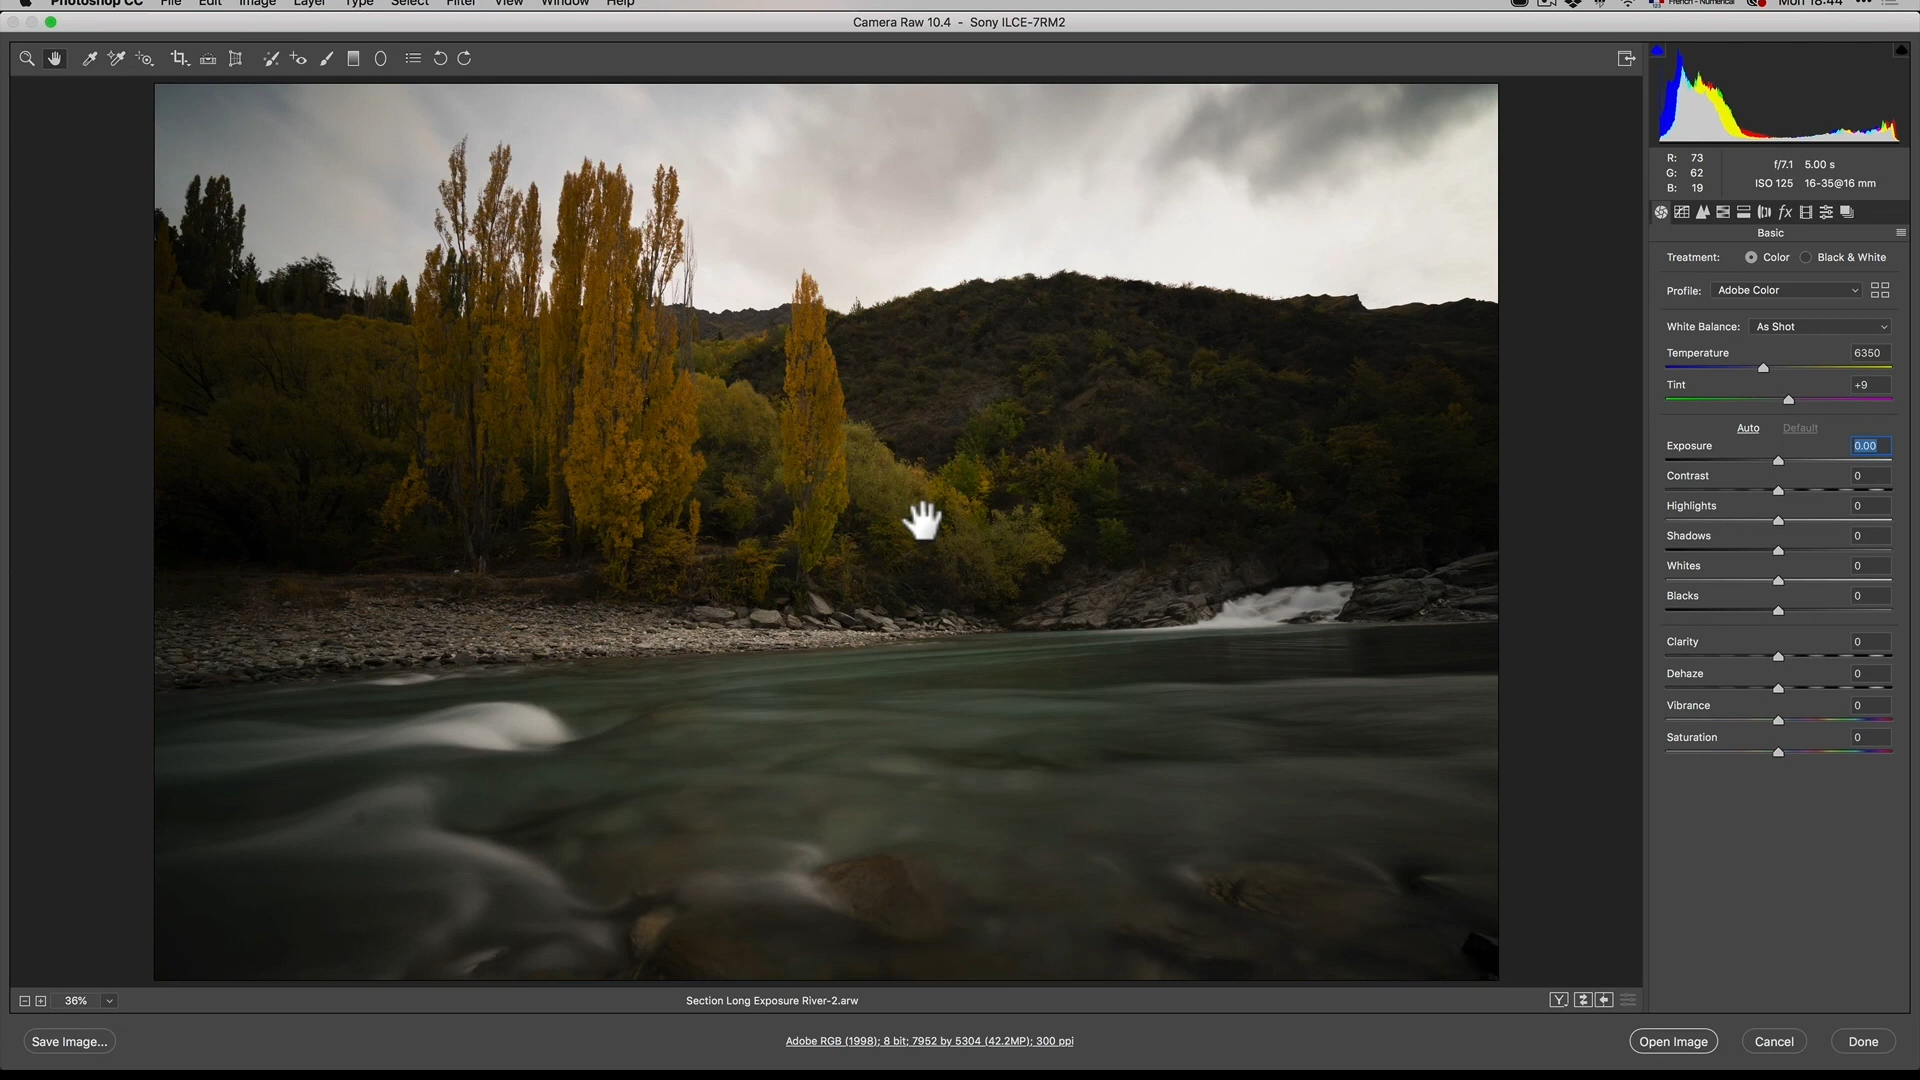 Photoshop CC File Edit Image Layer Type Select Filter View Window Help French - Numerical Mon 18:44
Camera Raw 10.4 - Sony ILCE-7RM2
R: 73
G: 62
B: 19
f/7.1 5.00 s
ISO 125 16-35@16 mm
fx
Basic
Treatment: Color Black & White
Profile: Adobe Color
White Balance: As Shot
Temperature 6350
Tint +9
Auto Default
Exposure 0.00
Contrast 0
Highlights 0
Shadows 0
Whites 0
Blacks 0
Clarity 0
Dehaze 0
Vibrance 0
Saturation 0
36%
Section Long Exposure River-2.arw
Y
Save Image...
Adobe RGB (1998); 8 bit; 7952 by 5304 (42.2MP); 300 ppi
Open Image Cancel Done